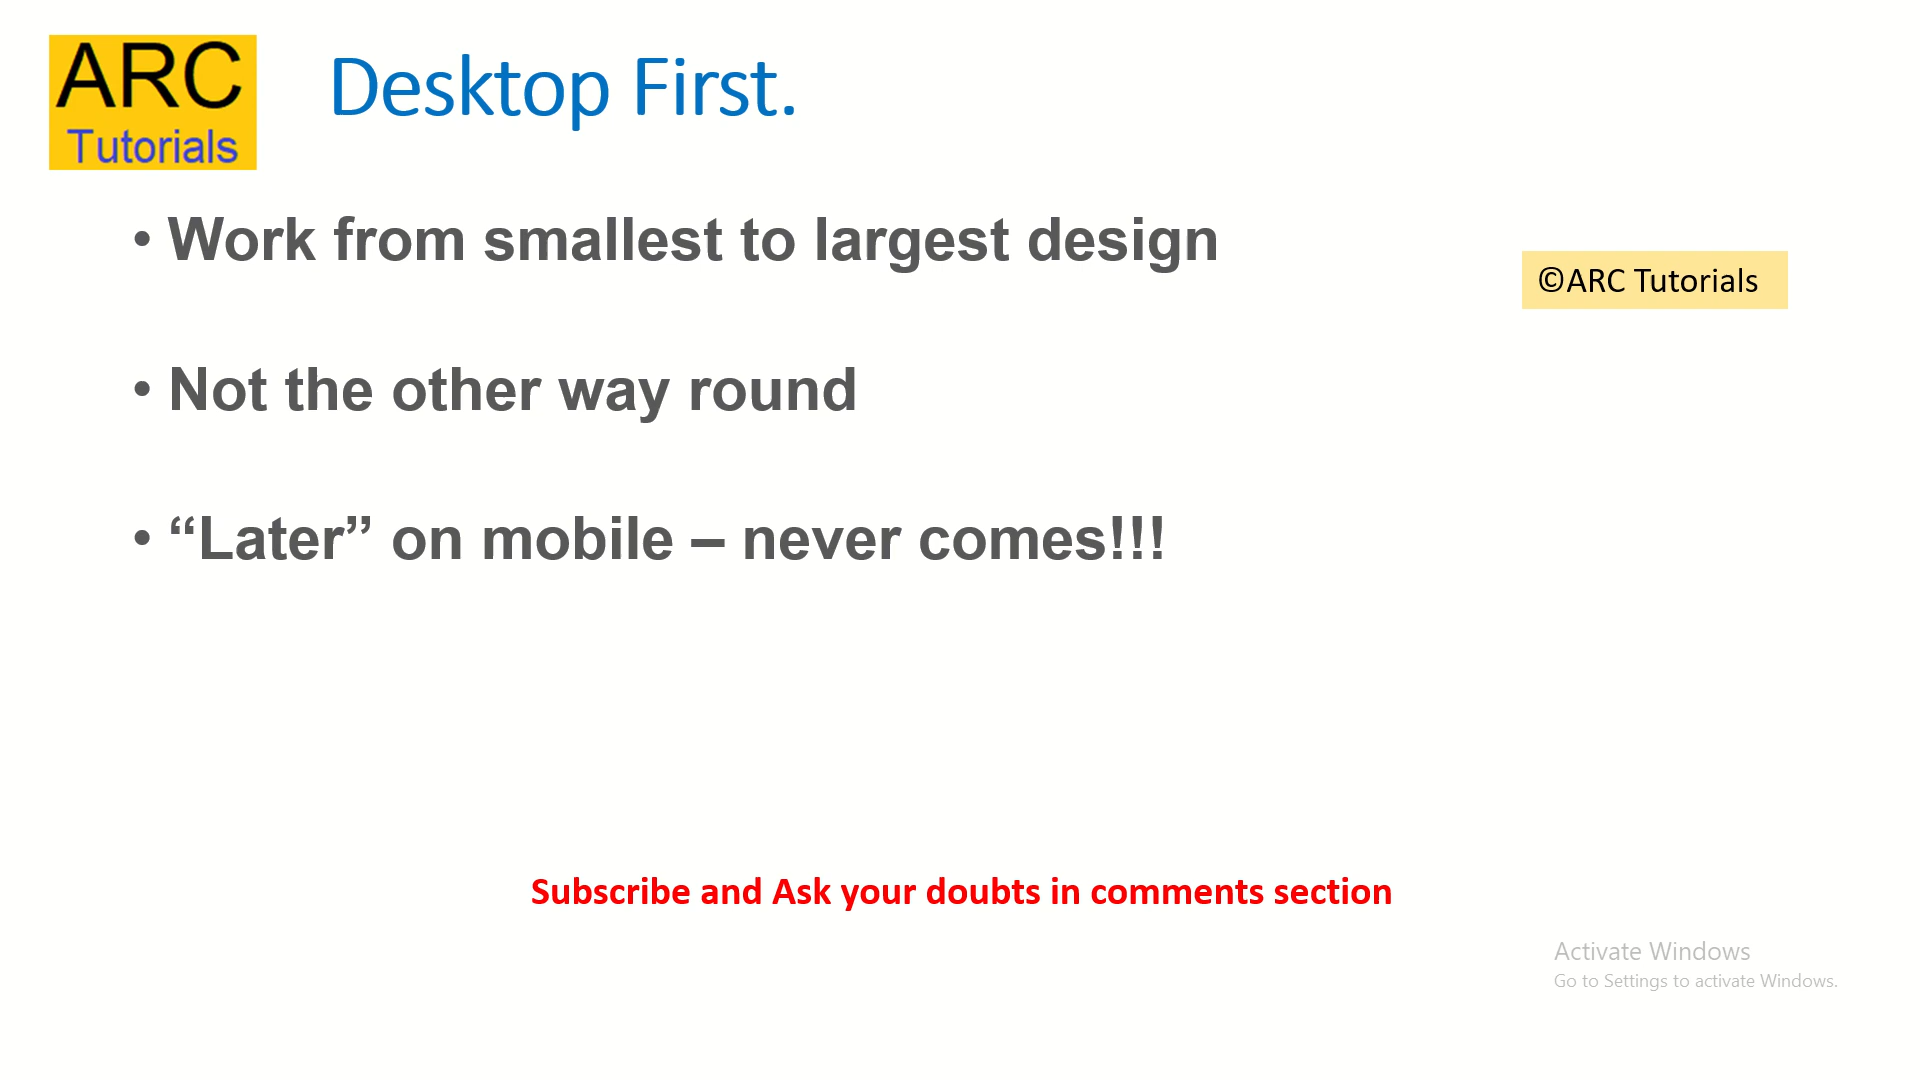 ARC
Tutorials
Desktop First.
• Work from smallest to largest design
©ARC Tutorials
• Not the other way round
• “Later” on mobile – never comes!!!
Subscribe and Ask your doubts in comments section
Activate Windows
Go to Settings to activate Windows.